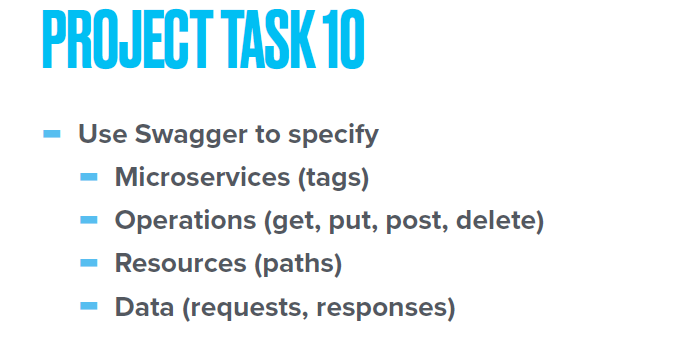 PROJECT TASK 10
Use Swagger to specify
Microservices (tags)
Operations (get, put, post, delete)
Resources (paths)
Data (requests, responses)